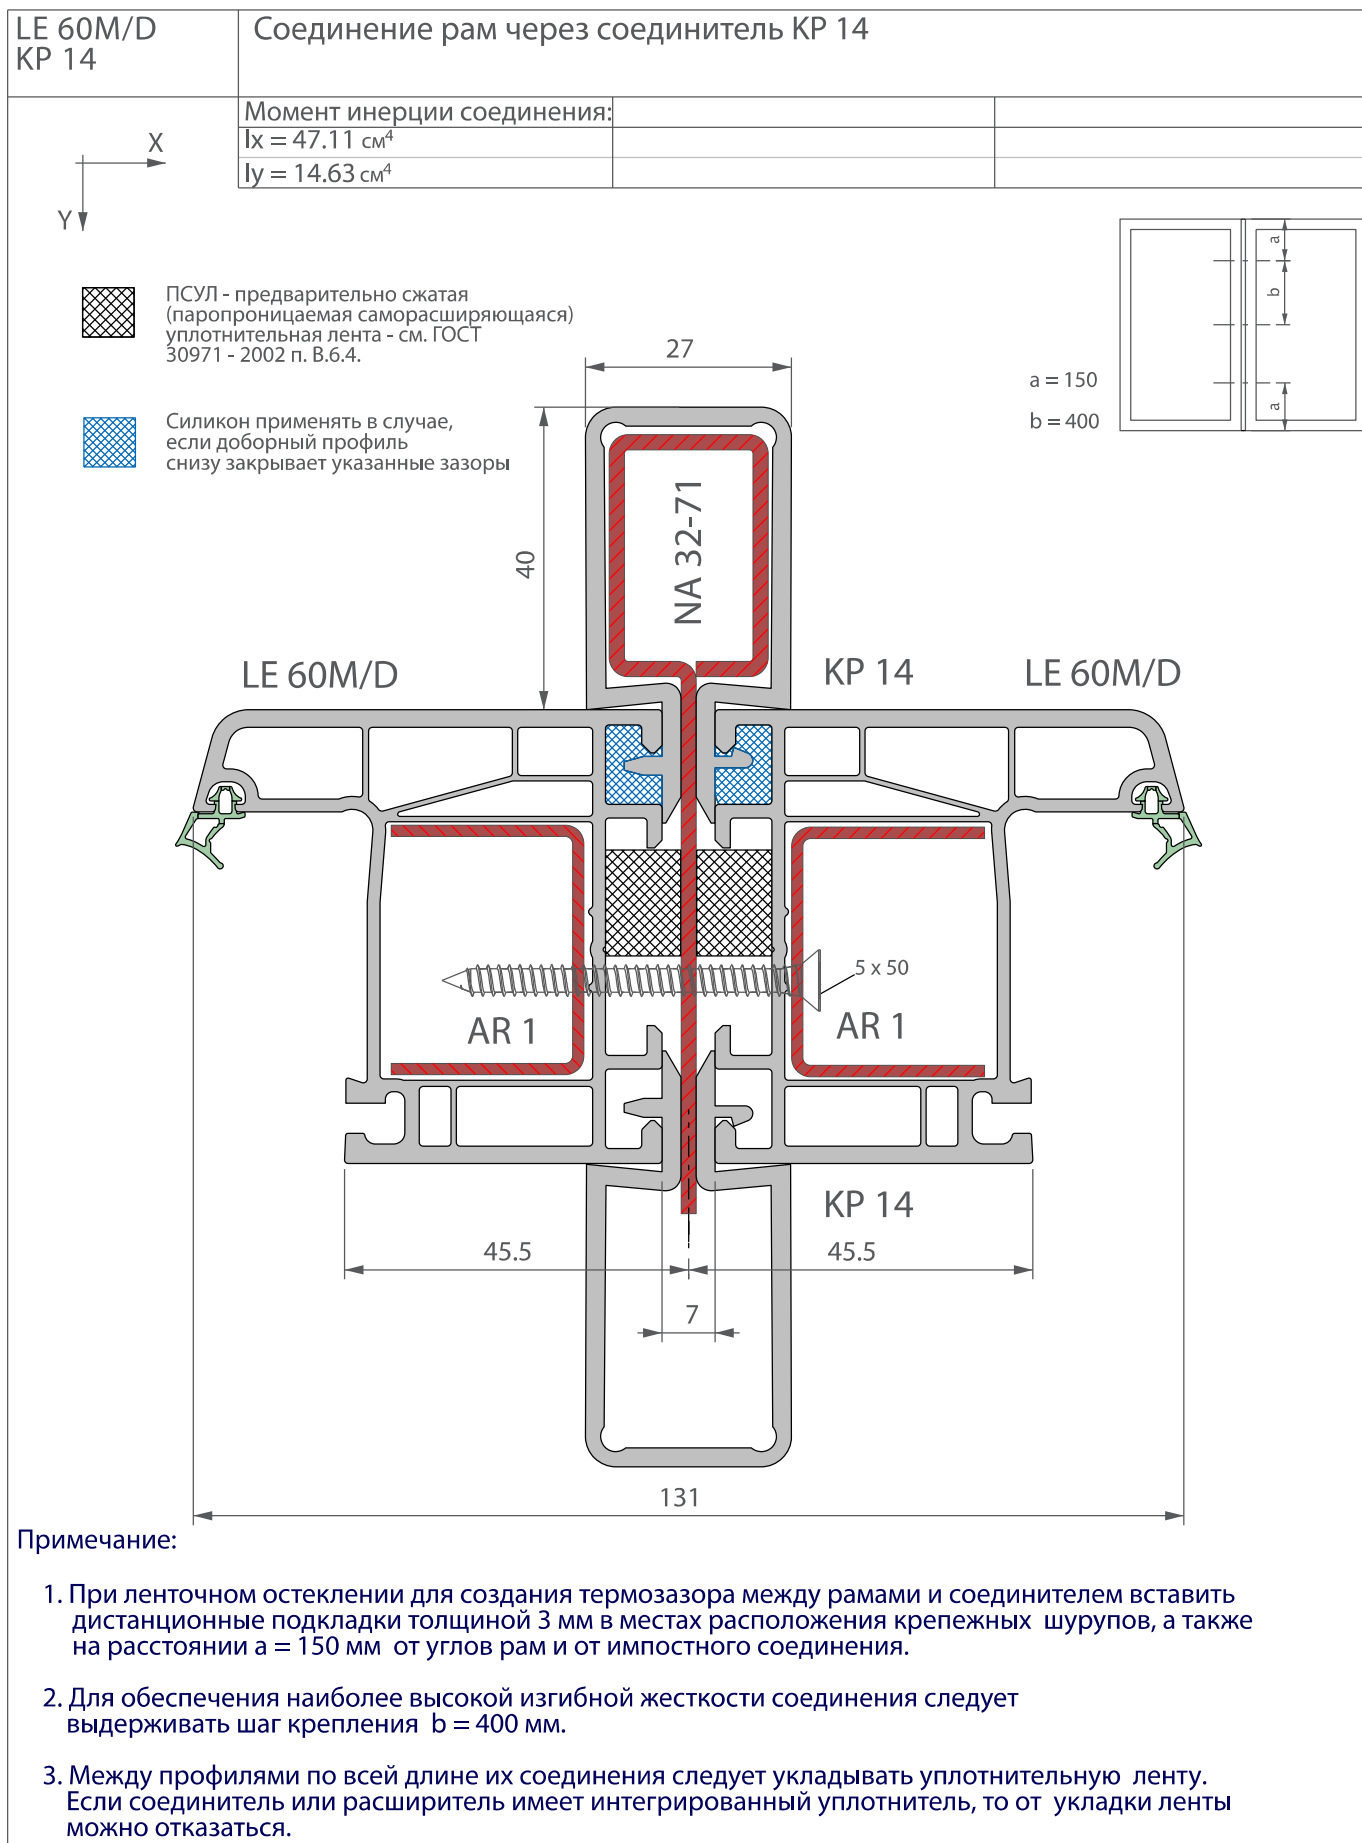 LE 60M/D
KP 14
Соединение рам через соединитель КР 14
Момент инерции соединения:
Ix = 47.11 см⁴
Iy = 14.63 см⁴
X
Y
ПСУЛ - предварительно сжатая
(паропроницаемая саморасширяющаяся)
уплотнительная лента - см. ГОСТ
30971 - 2002 п. В.6.4.
Силикон применять в случае,
если доборный профиль
снизу закрывает указанные зазоры
a
b
a
a = 150
b = 400
27
40
NA 32-71
LE 60M/D
KP 14
LE 60M/D
5 x 50
AR 1
AR 1
KP 14
45.5
45.5
7
131
Примечание:
1. При ленточном остеклении для создания термозазора между рамами и соединителем вставить
дистанционные подкладки толщиной 3 мм в местах расположения крепежных шурупов, а также
на расстоянии a = 150 мм от углов рам и от импостного соединения.
2. Для обеспечения наиболее высокой изгибной жесткости соединения следует
выдерживать шаг крепления b = 400 мм.
3. Между профилями по всей длине их соединения следует укладывать уплотнительную ленту.
Если соединитель или расширитель имеет интегрированный уплотнитель, то от укладки ленты
можно отказаться.